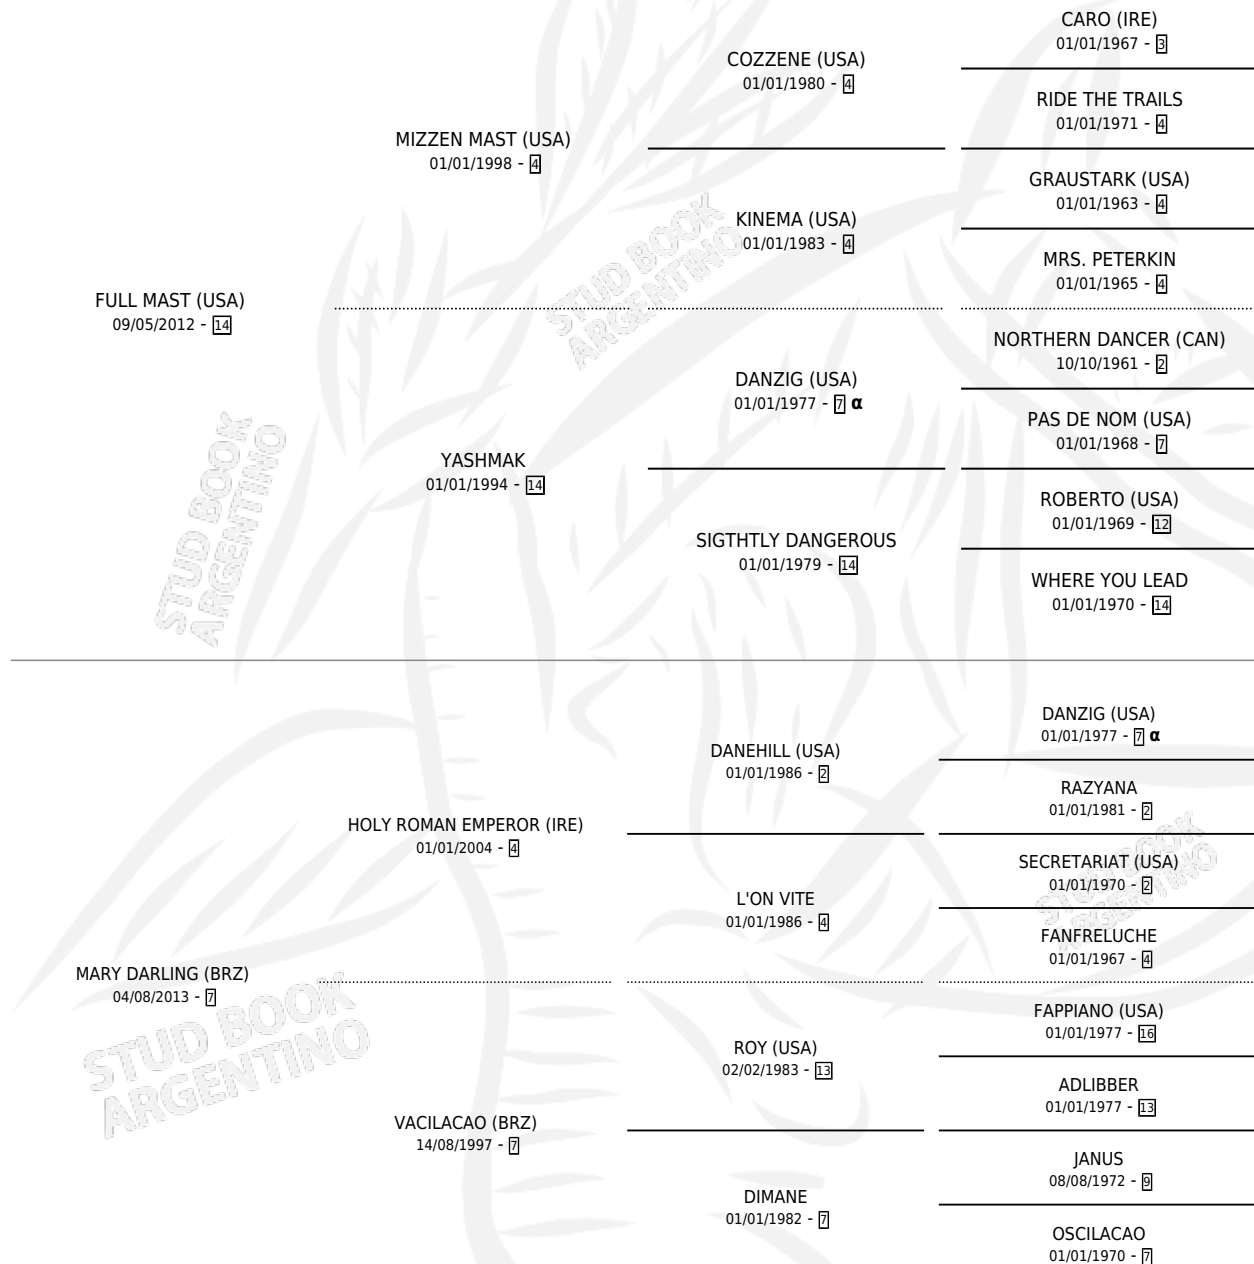 CARO (IRE)
01/01/1967 - 3
COZZENE (USA)
01/01/1980 - 4
RIDE THE TRAILS
01/01/1971 - 4
MIZZEN MAST (USA)
01/01/1998 - 4
GRAUSTARK (USA)
01/01/1963 - 4
KINEMA (USA)
01/01/1983 - 4
MRS. PETERKIN
01/01/1965 - 4
FULL MAST (USA)
09/05/2012 - 14
NORTHERN DANCER (CAN)
10/10/1961 - 2
DANZIG (USA)
01/01/1977 - 7 α
PAS DE NOM (USA)
01/01/1968 - 7
YASHMAK
01/01/1994 - 14
ROBERTO (USA)
01/01/1969 - 12
SIGTHTLY DANGEROUS
01/01/1979 - 14
WHERE YOU LEAD
01/01/1970 - 14
DANZIG (USA)
01/01/1977 - 7 α
DANEHILL (USA)
01/01/1986 - 2
RAZYANA
01/01/1981 - 2
HOLY ROMAN EMPEROR (IRE)
01/01/2004 - 4
SECRETARIAT (USA)
01/01/1970 - 2
L'ON VITE
01/01/1986 - 4
FANFRELUCHE
01/01/1967 - 4
MARY DARLING (BRZ)
04/08/2013 - 7
FAPPIANO (USA)
01/01/1977 - 16
ROY (USA)
02/02/1983 - 13
ADLIBBER
01/01/1977 - 13
VACILACAO (BRZ)
14/08/1997 - 7
JANUS
08/08/1972 - 9
DIMANE
01/01/1982 - 7
OSCILACAO
01/01/1970 - 7
STUD BOOK
ARGENTINO
STUD BOOK
ARGENTINO
STUD BOOK
ARGENTINO
STUD BOOK
ARGENTINO